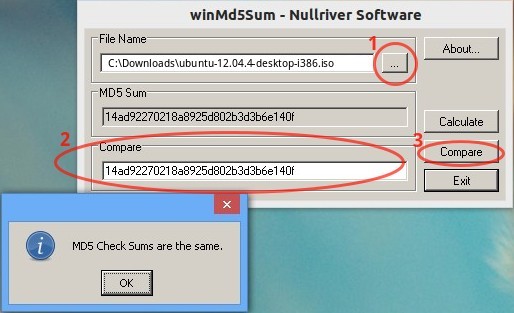 winMd5Sum - Nullriver Software
File Name
1
C:\Downloads\ubuntu-12.04.4-desktop-i386.iso
...
About...
MD5 Sum
14ad92270218a8925d802b3d3b6e140f
Calculate
2
Compare
3
Compare
14ad92270218a8925d802b3d3b6e140f
Exit
MD5 Check Sums are the same.
OK